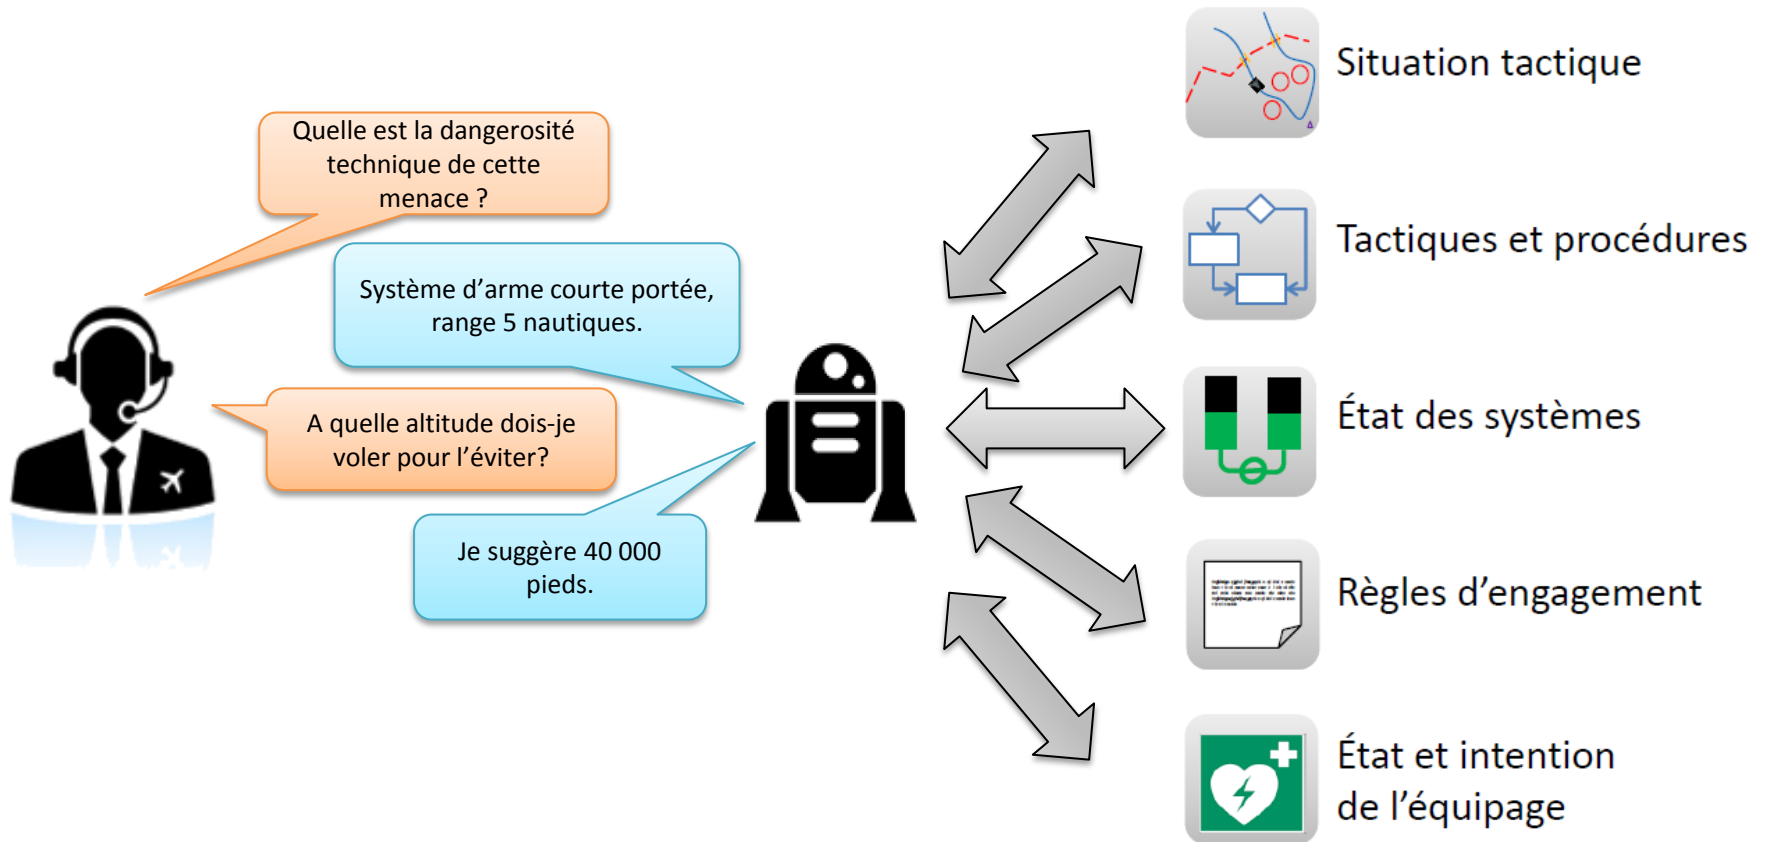 Quelle est la dangerosité
technique de cette
menace ?
Système d’arme courte portée,
range 5 nautiques.
A quelle altitude dois-je
voler pour l’éviter?
Je suggère 40 000
pieds.
Situation tactique
Tactiques et procédures
État des systèmes
Règles d’engagement
État et intention
de l’équipage